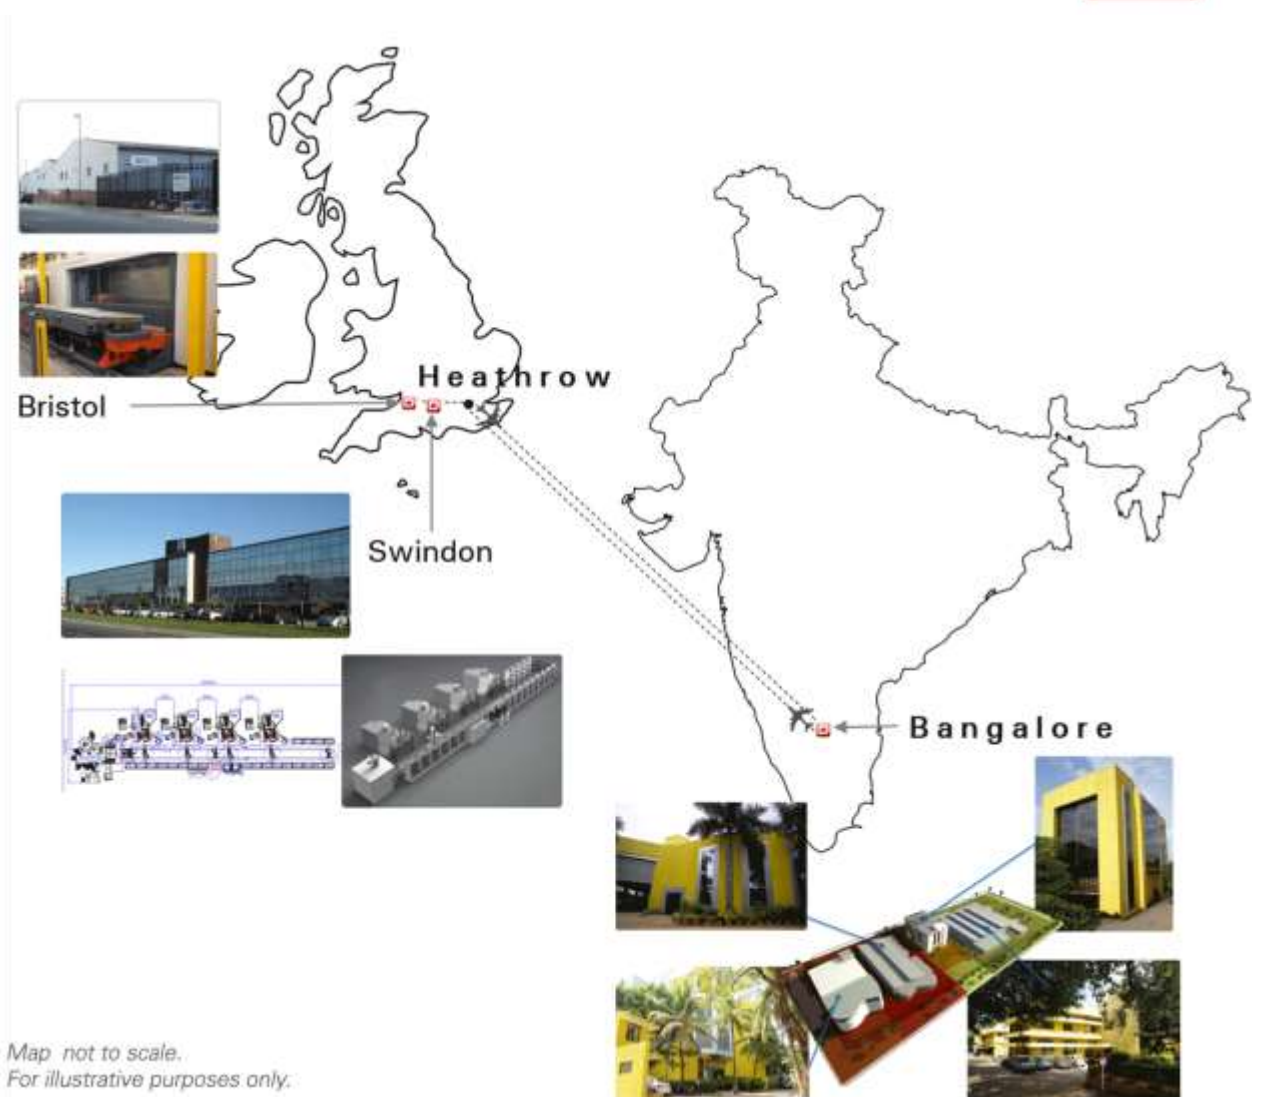 Heathrow
Bristol
Swindon
Bangalore
Map not to scale.
For illustrative purposes only.